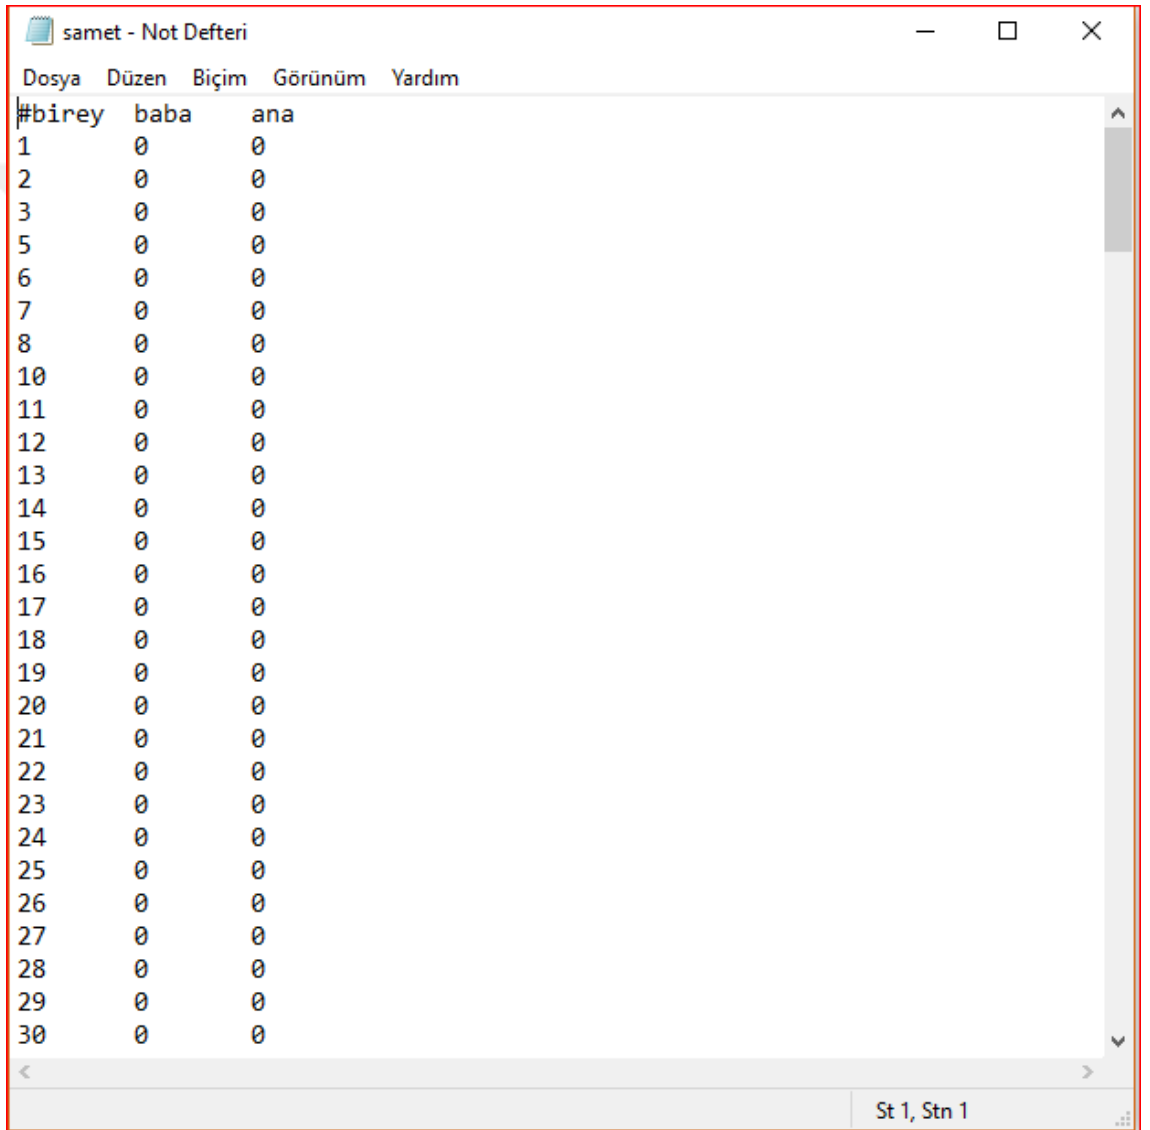 samet - Not Defteri
Dosya Düzen Biçim Görünüm Yardım
#birey baba ana
1 0 0
2 0 0
3 0 0
5 0 0
6 0 0
7 0 0
8 0 0
10 0 0
11 0 0
12 0 0
13 0 0
14 0 0
15 0 0
16 0 0
17 0 0
18 0 0
19 0 0
20 0 0
21 0 0
22 0 0
23 0 0
24 0 0
25 0 0
26 0 0
27 0 0
28 0 0
29 0 0
30 0 0
St 1, Stn 1